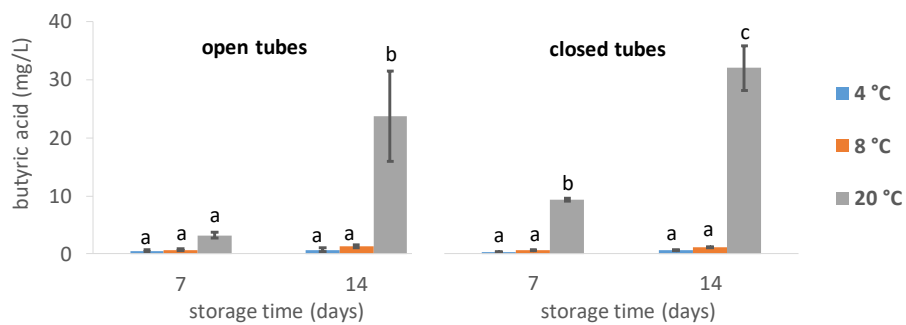 butyric acid (mg/L)
40
30
20
10
0
open tubes
a
a
a
a
a
b
7
14
storage time (days)
closed tubes
a
a
b
a
a
c
7
14
storage time (days)
4 °C
8 °C
20 °C